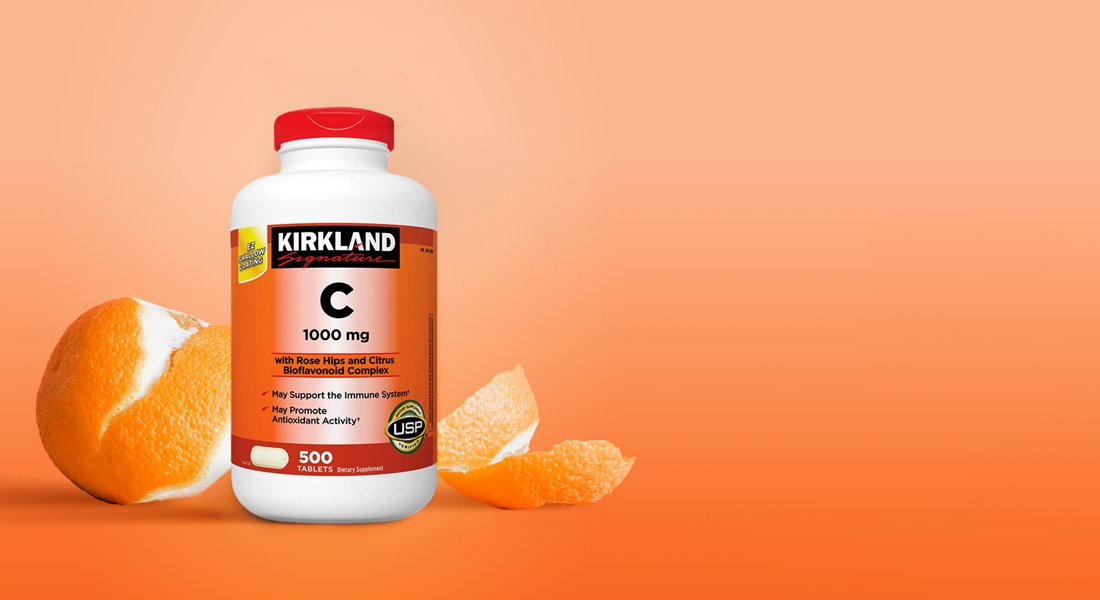 EZ
SWALLOW
COATING
KIRKLAND
Signature
C
1000 mg
with Rose Hips and Citrus
Bioflavonoid Complex
May Support the Immune System†
May Promote
Antioxidant Activity†
USP
VERIFIED
500
TABLETS Dietary Supplement